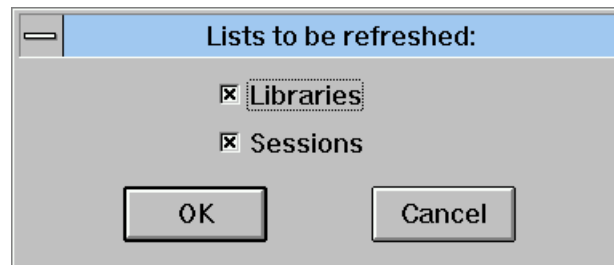 Lists to be refreshed:
Libraries
Sessions
OK
Cancel